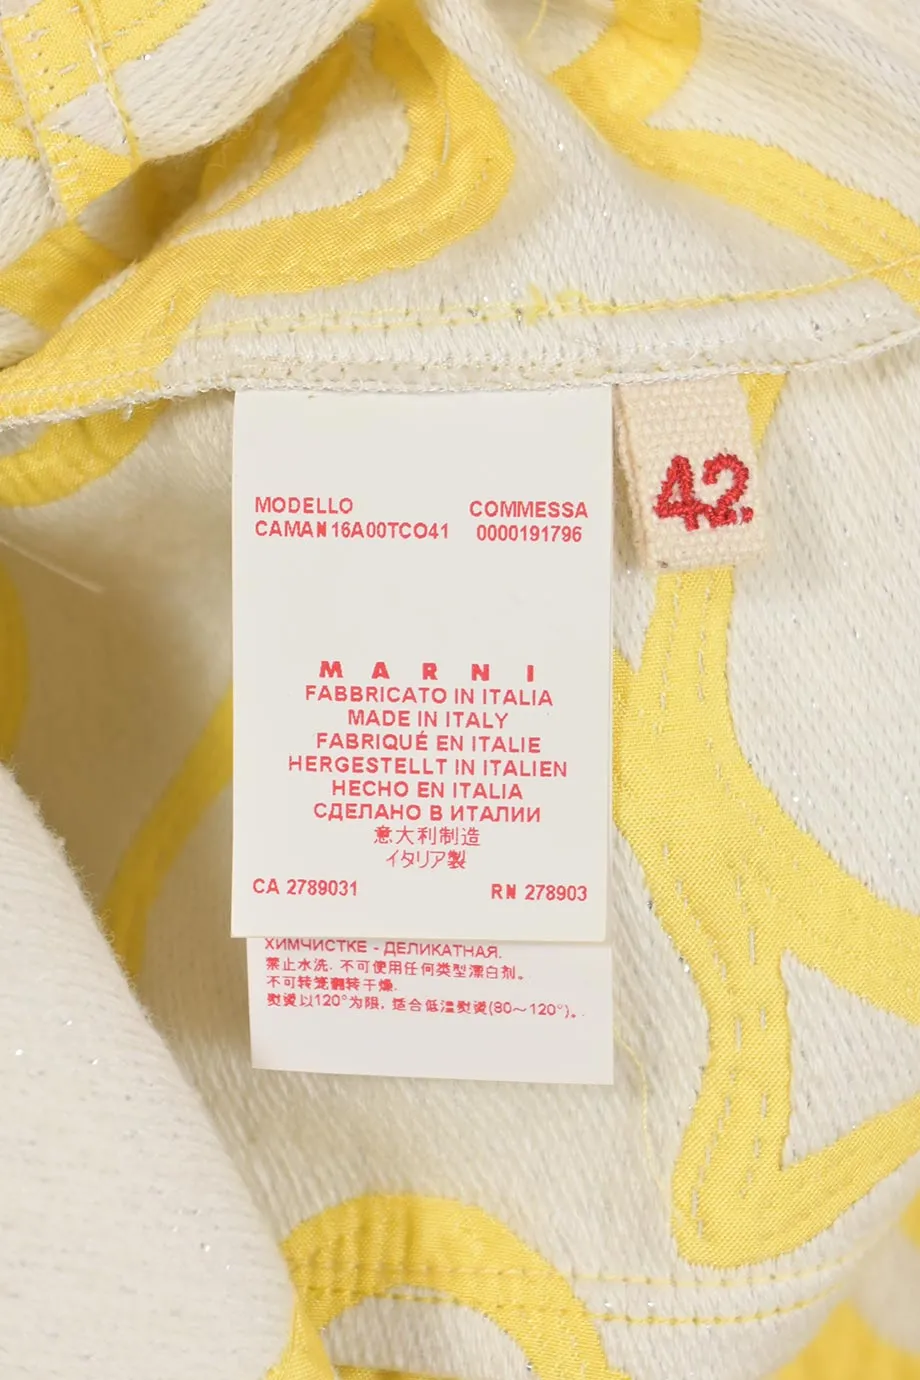 MODELLO COMMESSA
CAMAN16A00TCO41 0000191796
42
MARNI
FABBRICATO IN ITALIA
MADE IN ITALY
FABRIQUÉ EN ITALIE
HERGESTELLT IN ITALIEN
HECHO EN ITALIA
СДЕЛАНО В ИТАЛИИ
意大利制造
イタリア製
CA 2789031 RN 278903
ХИМЧИСТКЕ - ДЕЛИКАТНАЯ.
禁止水洗. 不可使用任何类型漂白剂。
不可转笼翻转干燥.
熨烫以120°为限, 适合低温熨烫(80～120°)。